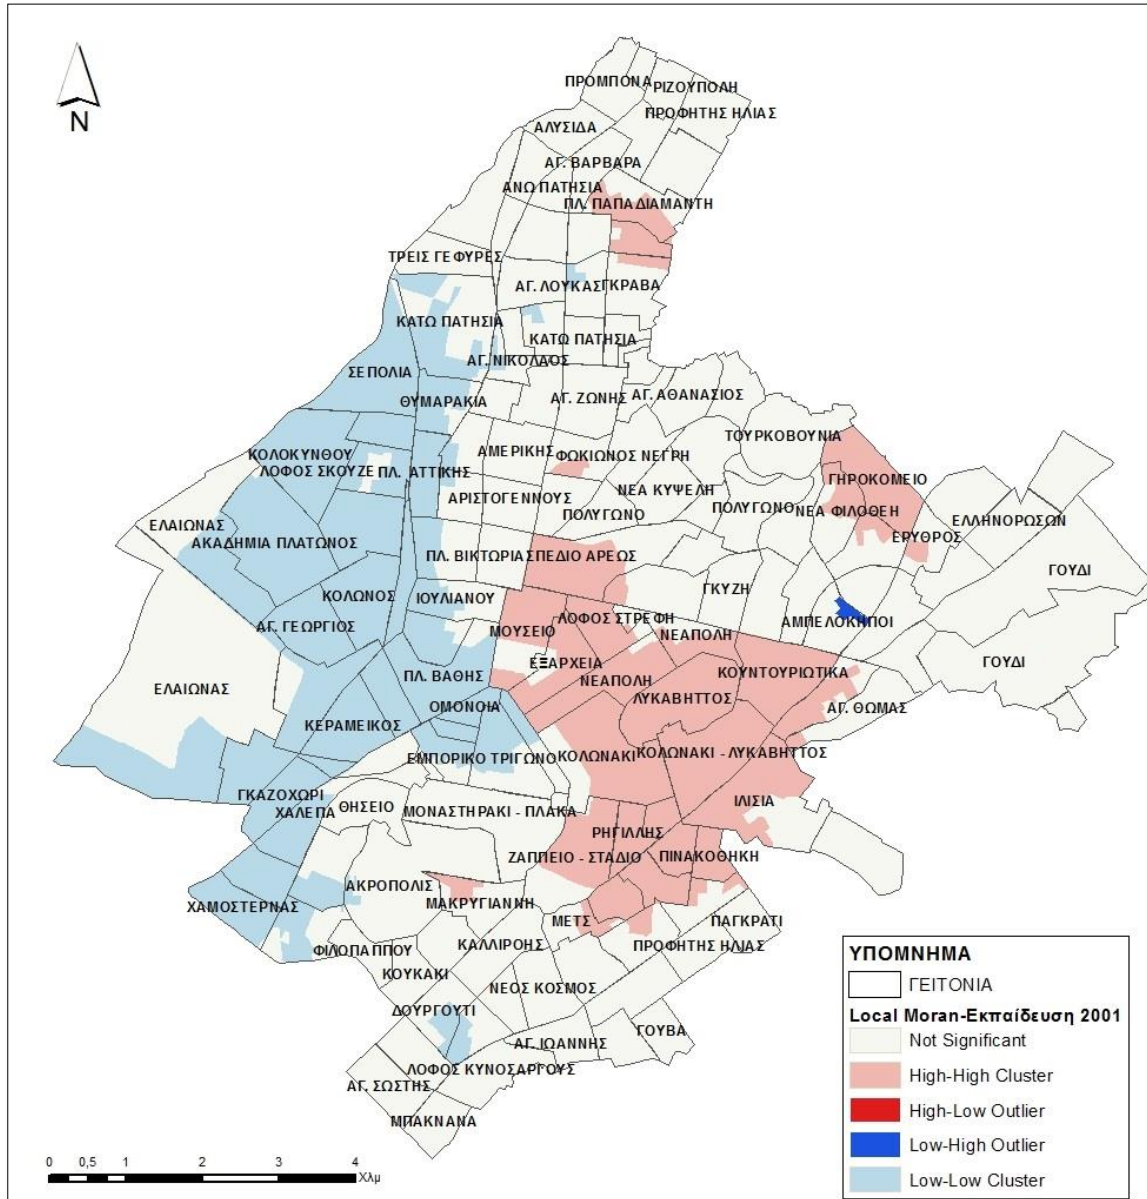 N
ΠΡΟΜΠΟΝΑ
ΡΙΖΟΥΠΟΛΗ
ΠΡΟΦΗΤΗΣ ΗΛΙΑΣ
ΑΛΥΣΙΔΑ
ΑΓ. ΒΑΡΒΑΡΑ
ΑΝΩ ΠΑΤΗΣΙΑ
ΠΛ. ΠΑΠΑΔΙΑΜΑΝΤΗ
ΤΡΕΙΣ ΓΕΦΥΡΕΣ
ΑΓ. ΛΟΥΚΑΣ
ΓΚΡΑΒΑ
ΚΑΤΩ ΠΑΤΗΣΙΑ
ΚΑΤΩ ΠΑΤΗΣΙΑ
ΑΓ. ΝΙΚΟΛΑΟΣ
ΣΕΠΟΛΙΑ
ΘΥΜΑΡΑΚΙΑ
ΑΓ. ΖΩΝΗΣ
ΑΓ. ΑΘΑΝΑΣΙΟΣ
ΤΟΥΡΚΟΒΟΥΝΙΑ
ΚΟΛΟΚΥΝΘΟΥ
ΑΜΕΡΙΚΗΣ
ΦΩΚΙΩΝΟΣ ΝΕΓΡΗ
ΛΟΦΟΣ ΣΚΟΥΖΕ
ΠΛ. ΑΤΤΙΚΗΣ
ΓΗΡΟΚΟΜΕΙΟ
ΝΕΑ ΚΥΨΕΛΗ
ΑΡΙΣΤΟΓΕΝΝΟΥΣ
ΠΟΛΥΓΩΝΟ
ΠΟΛΥΓΩΝΟ
ΝΕΑ ΦΙΛΟΘΕΗ
ΕΛΛΗΝΟΡΩΣΩΝ
ΕΛΑΙΩΝΑΣ
ΕΡΥΘΡΟΣ
ΑΚΑΔΗΜΙΑ ΠΛΑΤΩΝΟΣ
ΠΛ. ΒΙΚΤΩΡΙΑΣ
ΠΕΔΙΟ ΑΡΕΩΣ
ΓΟΥΔΙ
ΓΚΥΖΗ
ΚΟΛΩΝΟΣ
ΙΟΥΛΙΑΝΟΥ
ΛΟΦΟΣ ΣΤΡΕΦΗ
ΑΜΠΕΛΟΚΗΠΟΙ
ΑΓ. ΓΕΩΡΓΙΟΣ
ΜΟΥΣΕΙΟ
ΝΕΑΠΟΛΗ
ΕΞΑΡΧΕΙΑ
ΓΟΥΔΙ
ΠΛ. ΒΑΘΗΣ
ΝΕΑΠΟΛΗ
ΚΟΥΝΤΟΥΡΙΩΤΙΚΑ
ΕΛΑΙΩΝΑΣ
ΛΥΚΑΒΗΤΤΟΣ
ΟΜΟΝΟΙΑ
ΑΓ. ΘΩΜΑΣ
ΚΕΡΑΜΕΙΚΟΣ
ΕΜΠΟΡΙΚΟ ΤΡΙΓΩΝΟ
ΚΟΛΩΝΑΚΙ
ΚΟΛΩΝΑΚΙ - ΛΥΚΑΒΗΤΤΟΣ
ΓΚΑΖΟΧΩΡΙ
ΘΗΣΕΙΟ
ΙΛΙΣΙΑ
ΧΑΛΕΠΑ
ΜΟΝΑΣΤΗΡΑΚΙ - ΠΛΑΚΑ
ΡΗΓΙΛΛΗΣ
ΖΑΠΠΕΙΟ - ΣΤΑΔΙΟ
ΠΙΝΑΚΟΘΗΚΗ
ΑΚΡΟΠΟΛΙΣ
ΧΑΜΟΣΤΕΡΝΑΣ
ΜΑΚΡΥΓΙΑΝΝΗ
ΜΕΤΣ
ΠΑΓΚΡΑΤΙ
ΦΙΛΟΠΑΠΠΟΥ
ΚΑΛΛΙΡΟΗΣ
ΠΡΟΦΗΤΗΣ ΗΛΙΑΣ
ΚΟΥΚΑΚΙ
ΝΕΟΣ ΚΟΣΜΟΣ
ΔΟΥΡΓΟΥΤΙ
ΓΟΥΒΑ
ΑΓ. ΙΩΑΝΝΗΣ
ΛΟΦΟΣ ΚΥΝΟΣΑΡΓΟΥΣ
ΑΓ. ΣΩΣΤΗΣ
ΜΠΑΚΝΑΝΑ
ΥΠΟΜΝΗΜΑ
ΓΕΙΤΟΝΙΑ
Local Moran-Εκπαίδευση 2001
Not Significant
High-High Cluster
High-Low Outlier
Low-High Outlier
Low-Low Cluster
0 0,5 1 2 3 4
Χλμ